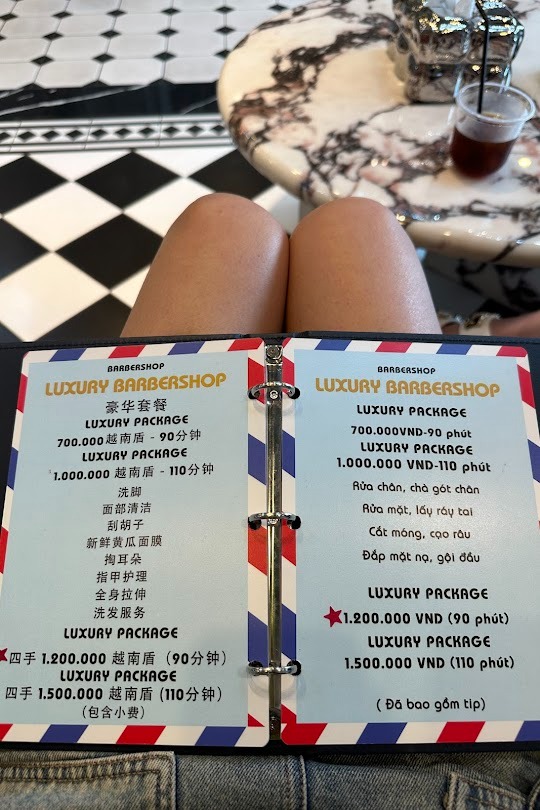 BARBERSHOP
LUXURY BARBERSHOP
豪华套餐
LUXURY PACKAGE
700.000 越南盾 - 90分钟
LUXURY PACKAGE
1.000.000 越南盾 - 110分钟
洗脚
面部清洁
刮胡子
新鲜黄瓜面膜
掏耳朵
指甲护理
全身拉伸
洗发服务
LUXURY PACKAGE
四手 1.200.000 越南盾 (90分钟)
LUXURY PACKAGE
四手 1.500.000 越南盾 (110分钟)
(包含小费)
BARBERSHOP
LUXURY BARBERSHOP
LUXURY PACKAGE
700.000VND-90 phút
LUXURY PACKAGE
1.000.000 VND-110 phút
Rửa chân, chà gót chân
Rửa mặt, lấy ráy tai
Cắt móng, cạo râu
Đắp mặt nạ, gội đầu
LUXURY PACKAGE
1.200.000 VND (90 phút)
LUXURY PACKAGE
1.500.000 VND (110 phút)
( Đã bao gồm tip)